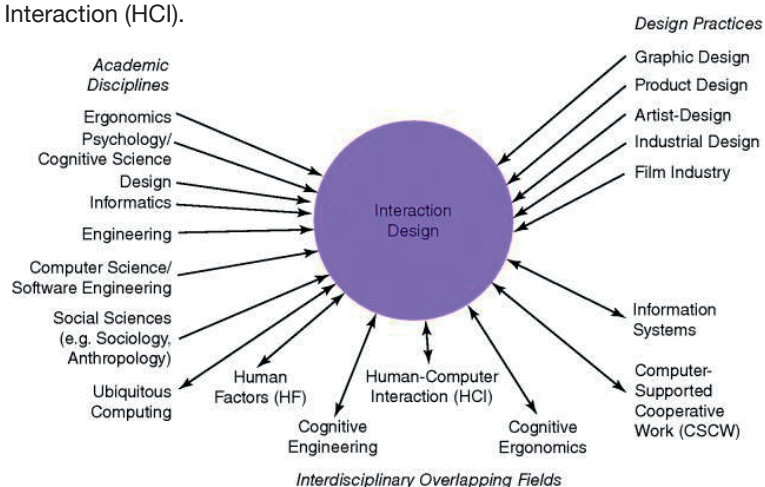 Interaction (HCI).
Design Practices
Graphic Design
Product Design
Artist-Design
Industrial Design
Film Industry
Academic
Disciplines
Ergonomics
Psychology/
Cognitive Science
Design
Informatics
Engineering
Computer Science/
Software Engineering
Social Sciences
(e.g. Sociology,
Anthropology)
Interaction
Design
Ubiquitous
Computing
Human
Factors (HF)
Cognitive
Engineering
Human-Computer
Interaction (HCI)
Cognitive
Ergonomics
Information
Systems
Computer-
Supported
Cooperative
Work (CSCW)
Interdisciplinary Overlapping Fields